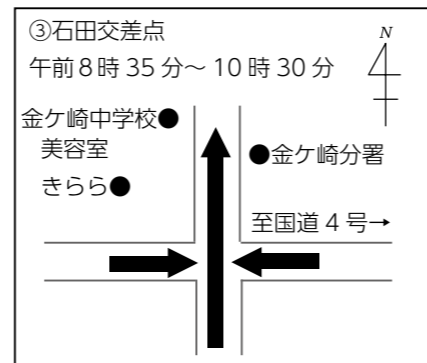 ③石田交差点
午前8時35分～10時30分
N
金ケ崎中学校●
美容室
きらら●
●金ケ崎分署
至国道4号→